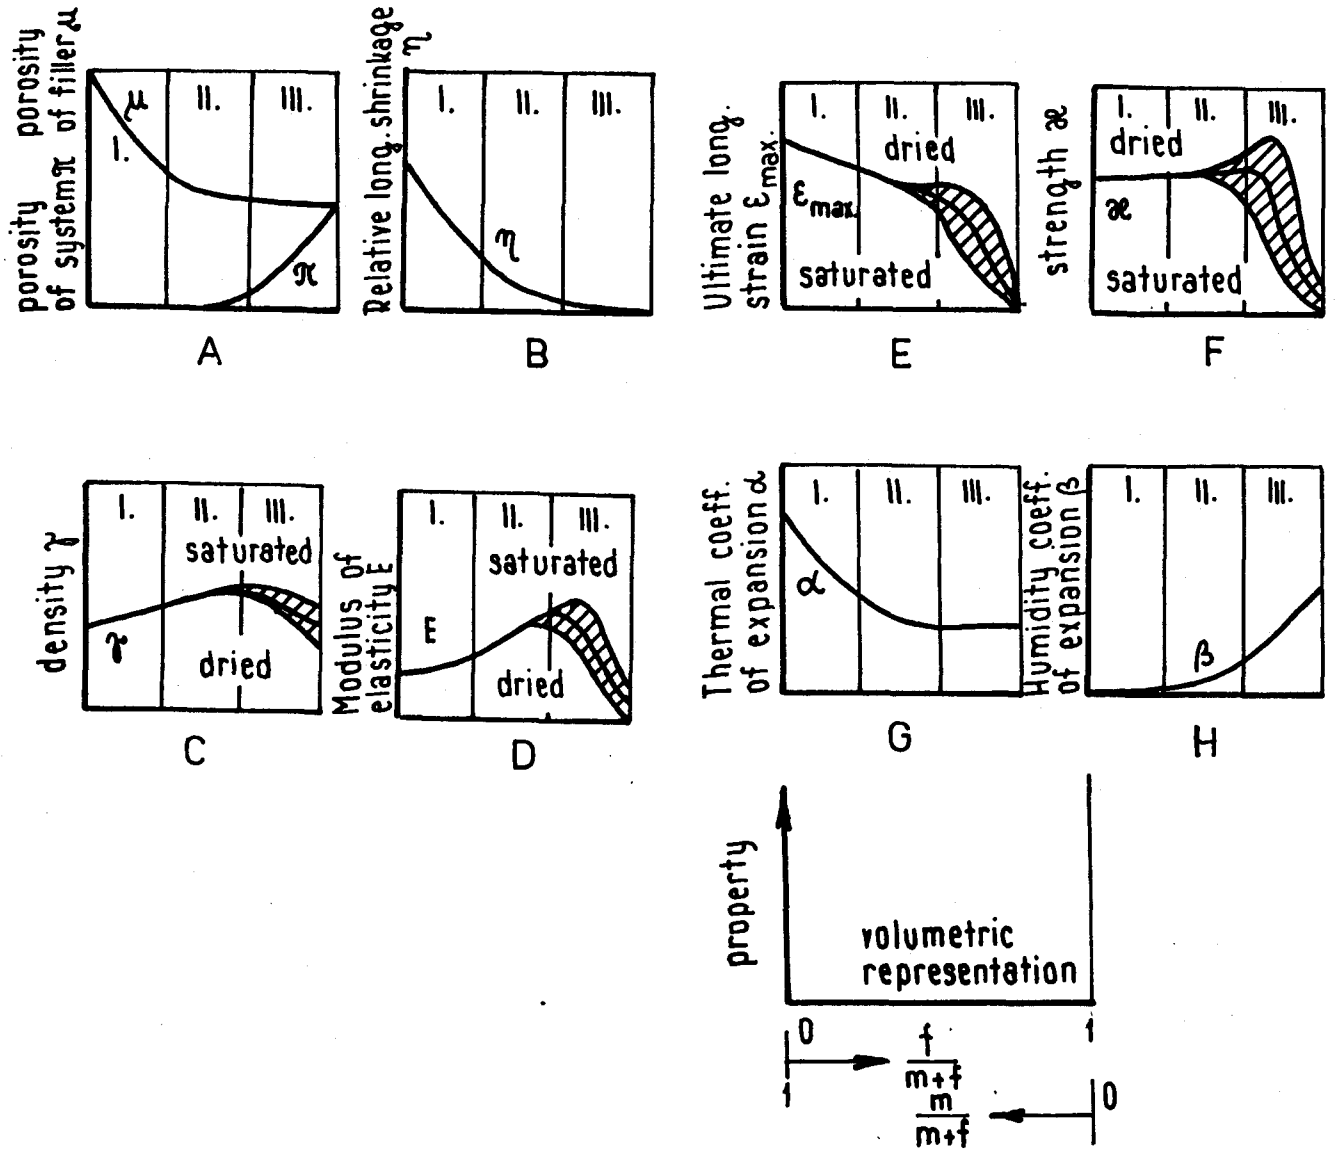 porosity porosity
of system π of filler μ
μ
I.
II.
III.
π
A
Relative long. shrinkage
η
I.
II.
III.
η
B
Ultimate long.
strain εmax.
I.
II.
III.
dried
εmax.
saturated
E
strength æ
I.
II.
III.
dried
æ
saturated
F
density γ
I.
II.
III.
saturated
γ
dried
C
Modulus of
elasticity E
I.
II.
III.
saturated
E
dried
D
Thermal coeff.
of expansion α
I.
II.
III.
α
G
Humidity coeff.
of expansion β
I.
II.
III.
β
H
property
volumetric
representation
0
f
1
m+f
1
m
0
m+f